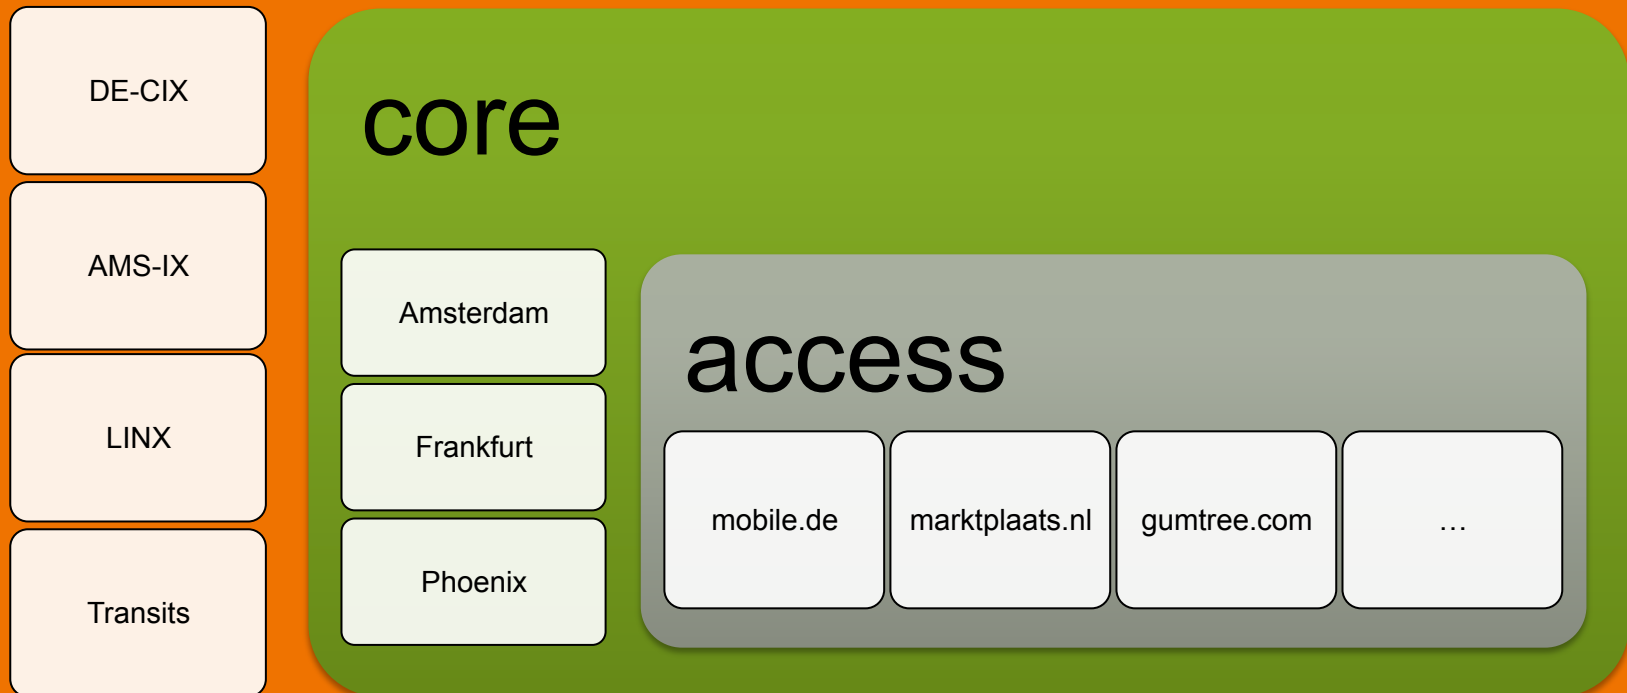 DE-CIX
AMS-IX
LINX
Transits
core
Amsterdam
Frankfurt
Phoenix
access
mobile.de
marktplaats.nl
gumtree.com
…